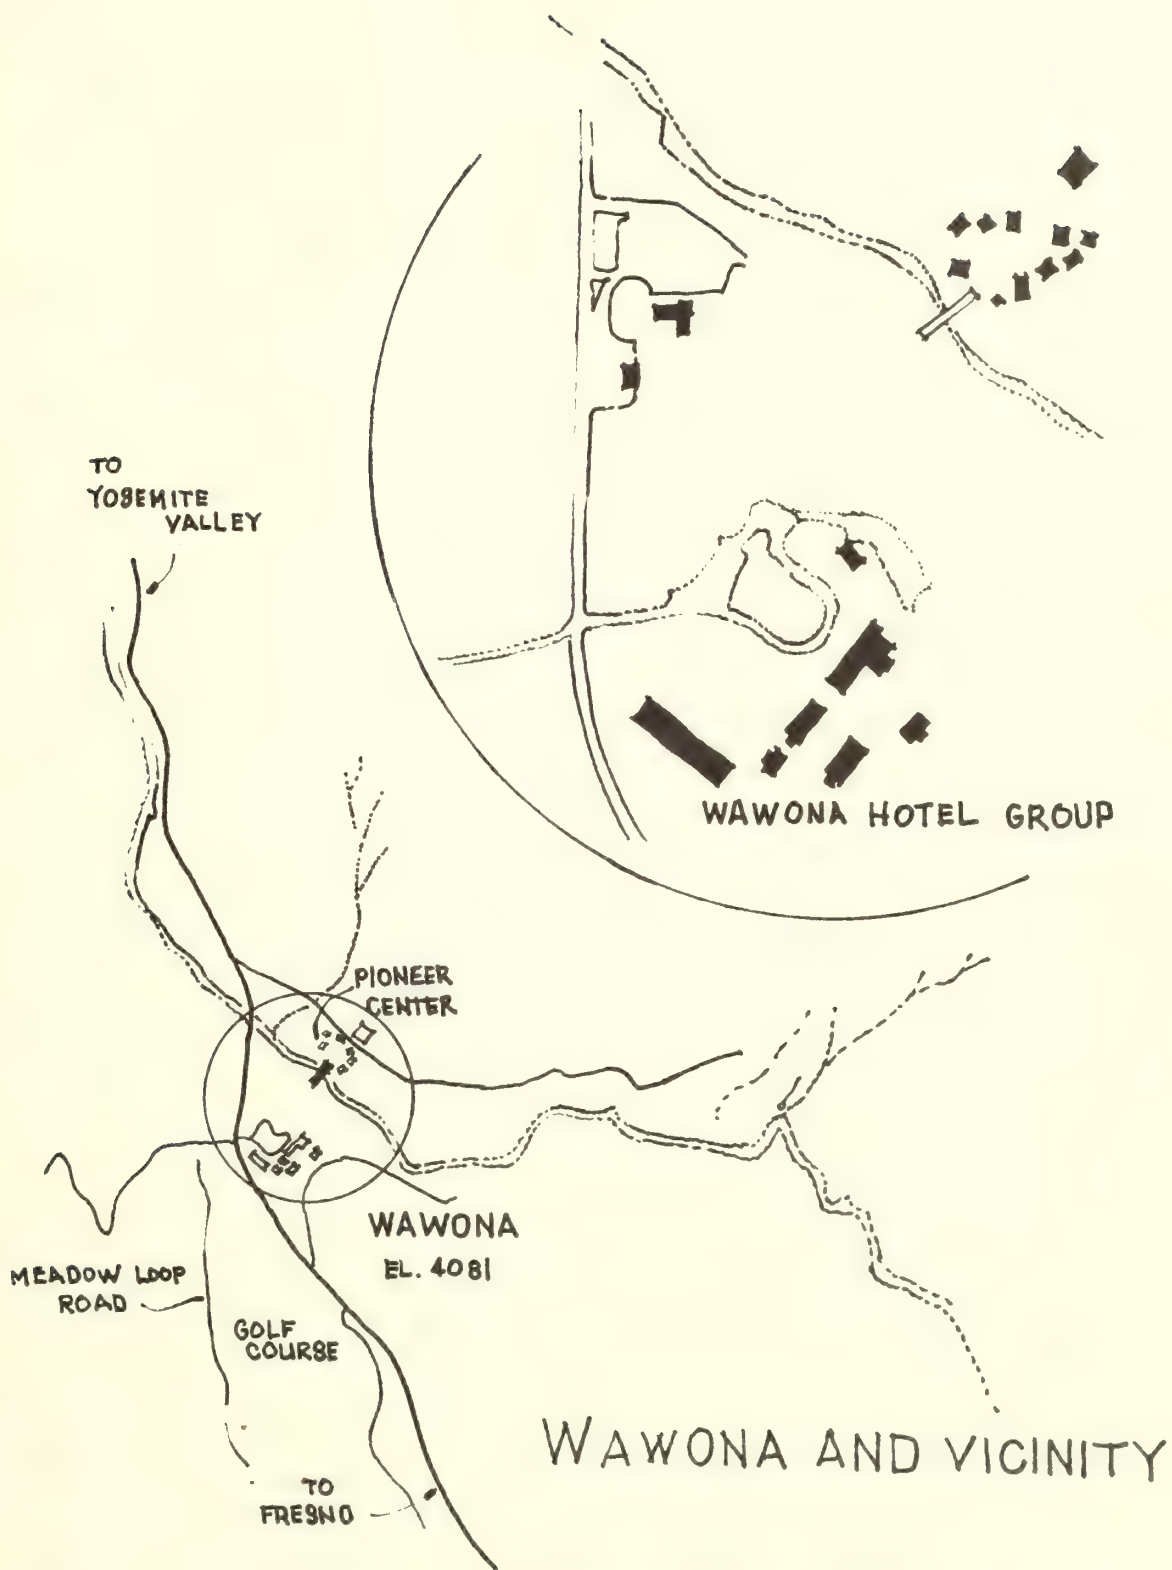 TO
YOSEMITE
VALLEY
WAWONA HOTEL GROUP
PIONEER
CENTER
WAWONA
EL. 4081
MEADOW LOOP
ROAD
GOLF
COURSE
WAWONA AND VICINITY
TO
FRESNO